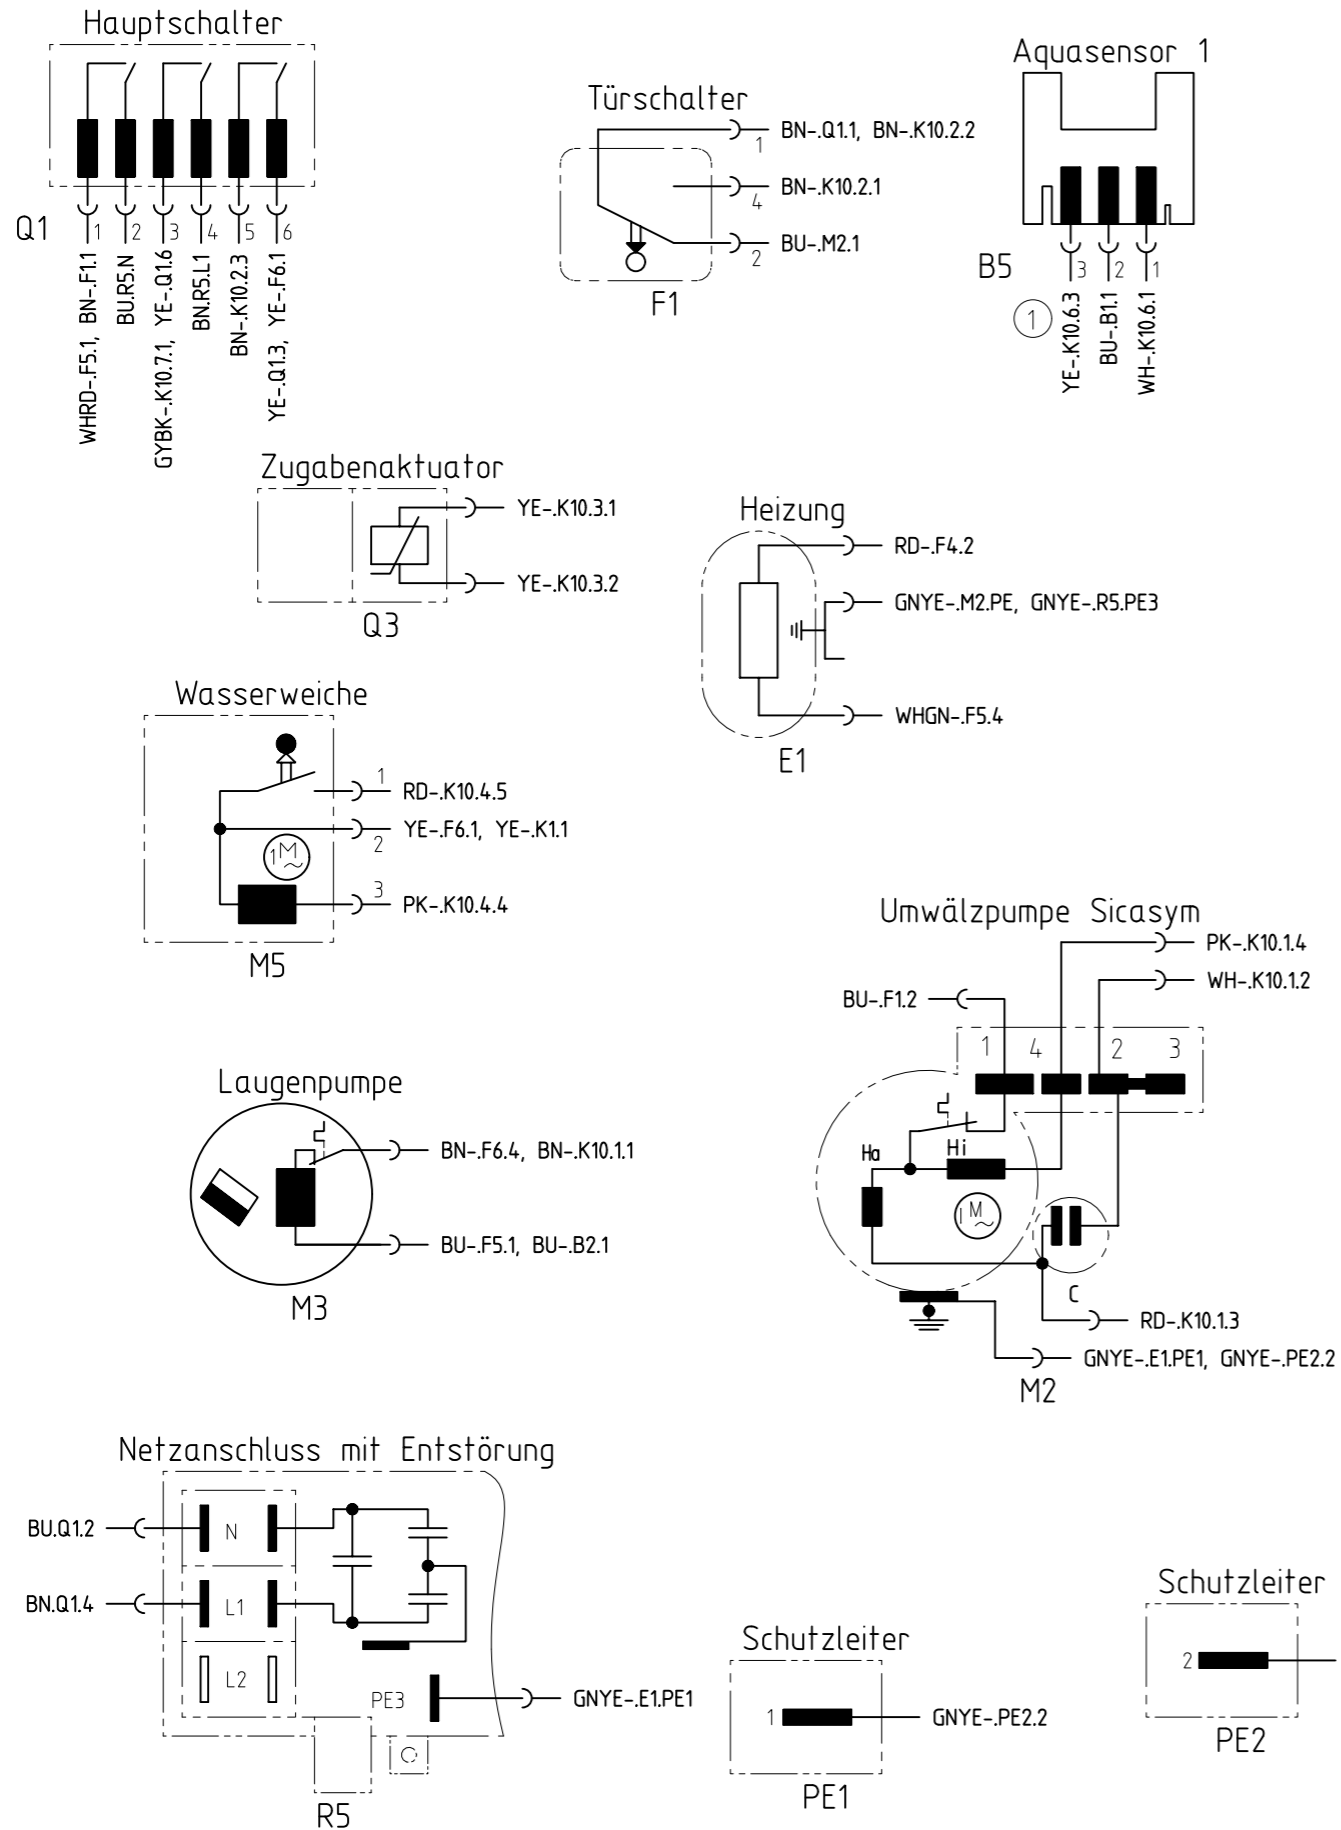 Hauptschalter
Q1
1 2 3 4 5 6
WHRD-.F5.1, BN-.F1.1
BU.R5.N
GYBK-.K10.7.1, YE-.Q1.6
BN.R5.L1
BN-.K10.2.3
YE-.Q1.3, YE-.F6.1
Türschalter
1 BN-.Q1.1, BN-.K10.2.2
4 BN-.K10.2.1
2 BU-.M2.1
F1
Aquasensor 1
B5
3 2 1
1
YE-.K10.6.3
BU-.B1.1
WH-.K10.6.1
Zugabenaktuator
YE-.K10.3.1
YE-.K10.3.2
Q3
Heizung
RD-.F4.2
GNYE-.M2.PE, GNYE-.R5.PE3
WHGN-.F5.4
E1
Wasserweiche
1 RD-.K10.4.5
2 YE-.F6.1, YE-.K1.1
1M~
3 PK-.K10.4.4
M5
Umwälzpumpe Sicasym
PK-.K10.1.4
WH-.K10.1.2
BU-.F1.2
1 4 2 3
Ha Hi
1M~
C
RD-.K10.1.3
GNYE-.E1.PE1, GNYE-.PE2.2
M2
Laugenpumpe
BN-.F6.4, BN-.K10.1.1
BU-.F5.1, BU-.B2.1
M3
Netzanschluss mit Entstörung
BU.Q1.2 N
BN.Q1.4 L1
L2
PE3 GNYE-.E1.PE1
R5
Schutzleiter
1 GNYE-.PE2.2
PE1
Schutzleiter
2
PE2